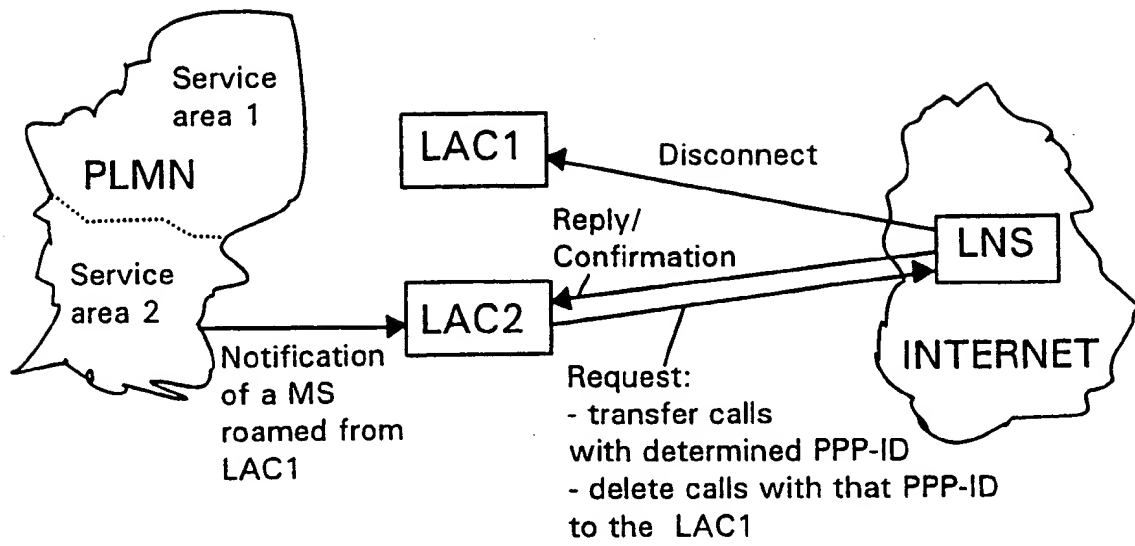 Service
area 1
PLMN
Service
area 2
LAC1
Disconnect
Reply/
Confirmation
LNS
LAC2
INTERNET
Notification
of a MS
roamed from
LAC1
Request:
- transfer calls
with determined PPP-ID
- delete calls with that PPP-ID
to the LAC1